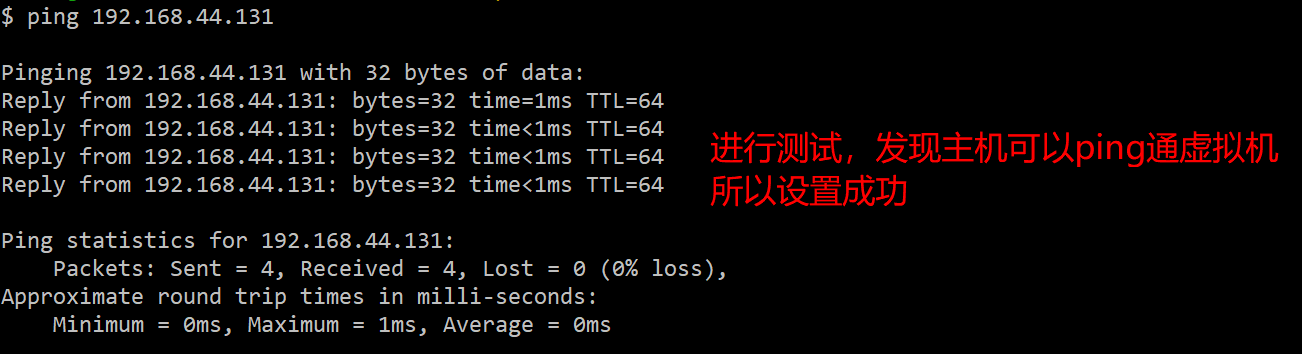 $ ping 192.168.44.131
Pinging 192.168.44.131 with 32 bytes of data:
Reply from 192.168.44.131: bytes=32 time=1ms TTL=64
Reply from 192.168.44.131: bytes=32 time<1ms TTL=64
Reply from 192.168.44.131: bytes=32 time<1ms TTL=64
Reply from 192.168.44.131: bytes=32 time<1ms TTL=64
进行测试，发现主机可以ping通虚拟机
所以设置成功
Ping statistics for 192.168.44.131:
    Packets: Sent = 4, Received = 4, Lost = 0 (0% loss),
Approximate round trip times in milli-seconds:
    Minimum = 0ms, Maximum = 1ms, Average = 0ms